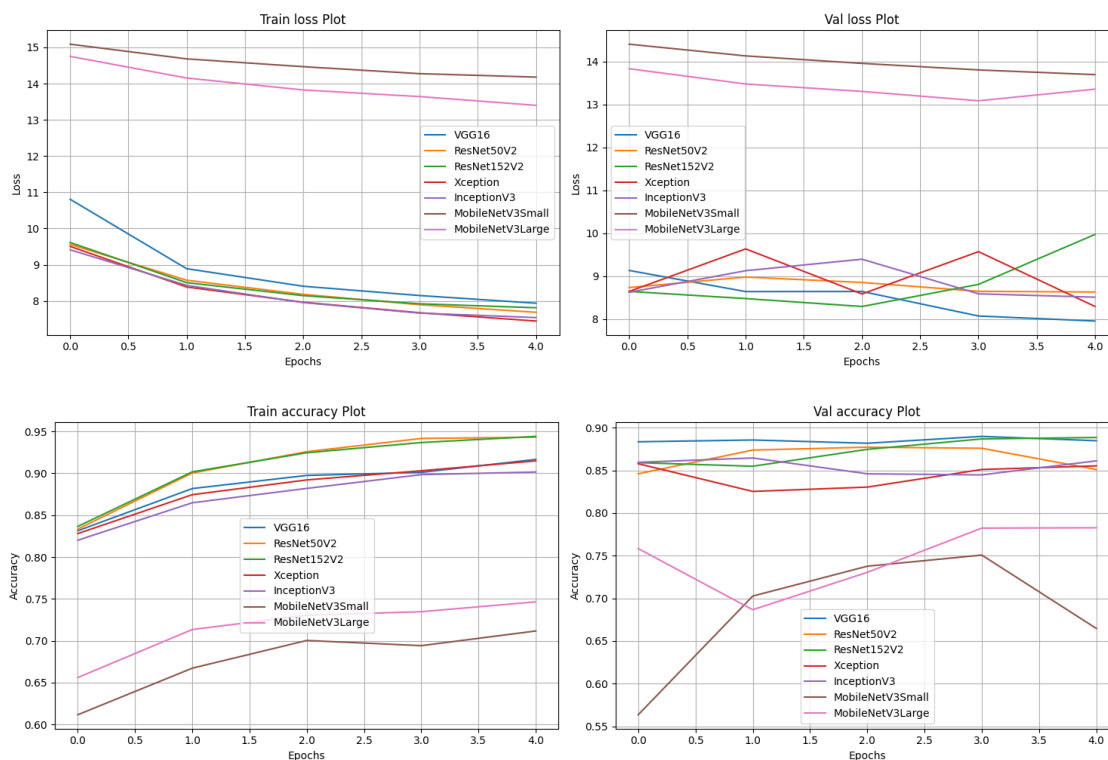 Train loss Plot
15
14
13
12
11
10
9
8
Loss
VGG16
ResNet50V2
ResNet152V2
Xception
InceptionV3
MobileNetV3Small
MobileNetV3Large
0.0 0.5 1.0 1.5 2.0 2.5 3.0 3.5 4.0
Epochs
Val loss Plot
14
13
12
11
10
9
8
Loss
VGG16
ResNet50V2
ResNet152V2
Xception
InceptionV3
MobileNetV3Small
MobileNetV3Large
0.0 0.5 1.0 1.5 2.0 2.5 3.0 3.5 4.0
Epochs
Train accuracy Plot
0.95
0.90
0.85
0.80
0.75
0.70
0.65
0.60
Accuracy
VGG16
ResNet50V2
ResNet152V2
Xception
InceptionV3
MobileNetV3Small
MobileNetV3Large
0.0 0.5 1.0 1.5 2.0 2.5 3.0 3.5 4.0
Epochs
Val accuracy Plot
0.90
0.85
0.80
0.75
0.70
0.65
0.60
0.55
Accuracy
VGG16
ResNet50V2
ResNet152V2
Xception
InceptionV3
MobileNetV3Small
MobileNetV3Large
0.0 0.5 1.0 1.5 2.0 2.5 3.0 3.5 4.0
Epochs